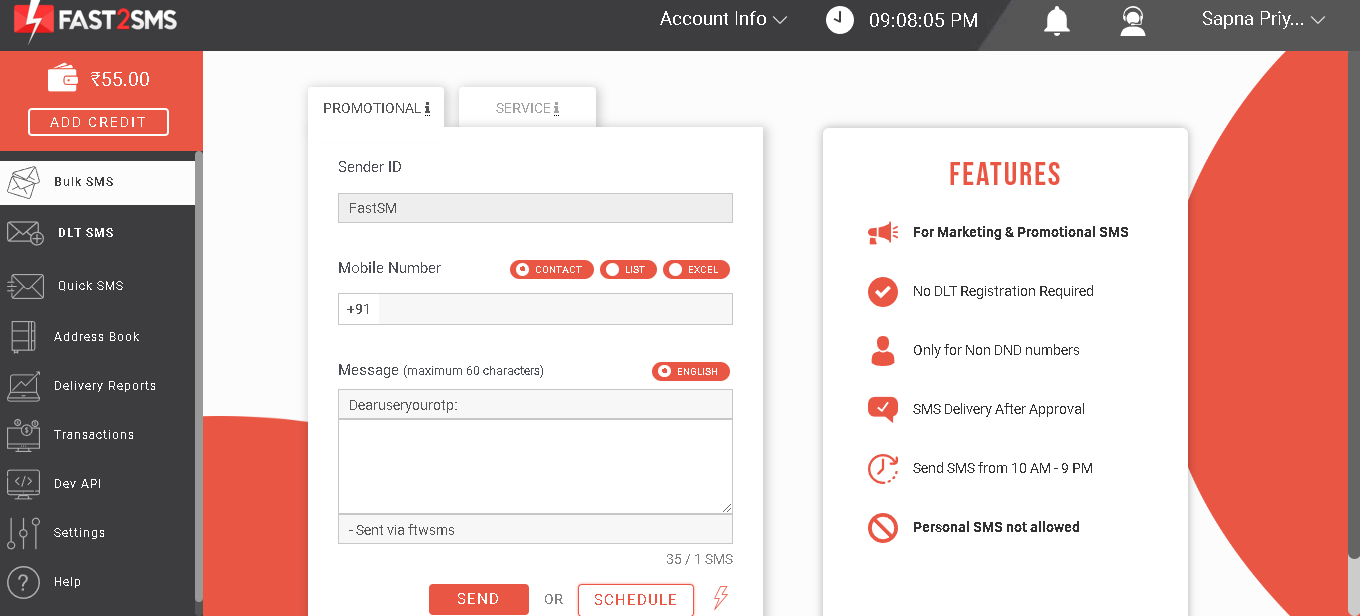 FAST2SMS
Account Info
09:08:05 PM
Sapna Priy...
₹55.00
ADD CREDIT
Bulk SMS
DLT SMS
Quick SMS
Address Book
Delivery Reports
Transactions
Dev API
Settings
Help
PROMOTIONAL i
SERVICE i
Sender ID
FastSM
Mobile Number
CONTACT
LIST
EXCEL
+91
Message (maximum 60 characters)
ENGLISH
Dearuseryourotp:
- Sent via ftwsms
35 / 1 SMS
SEND OR SCHEDULE
FEATURES
For Marketing & Promotional SMS
No DLT Registration Required
Only for Non DND numbers
SMS Delivery After Approval
Send SMS from 10 AM - 9 PM
Personal SMS not allowed